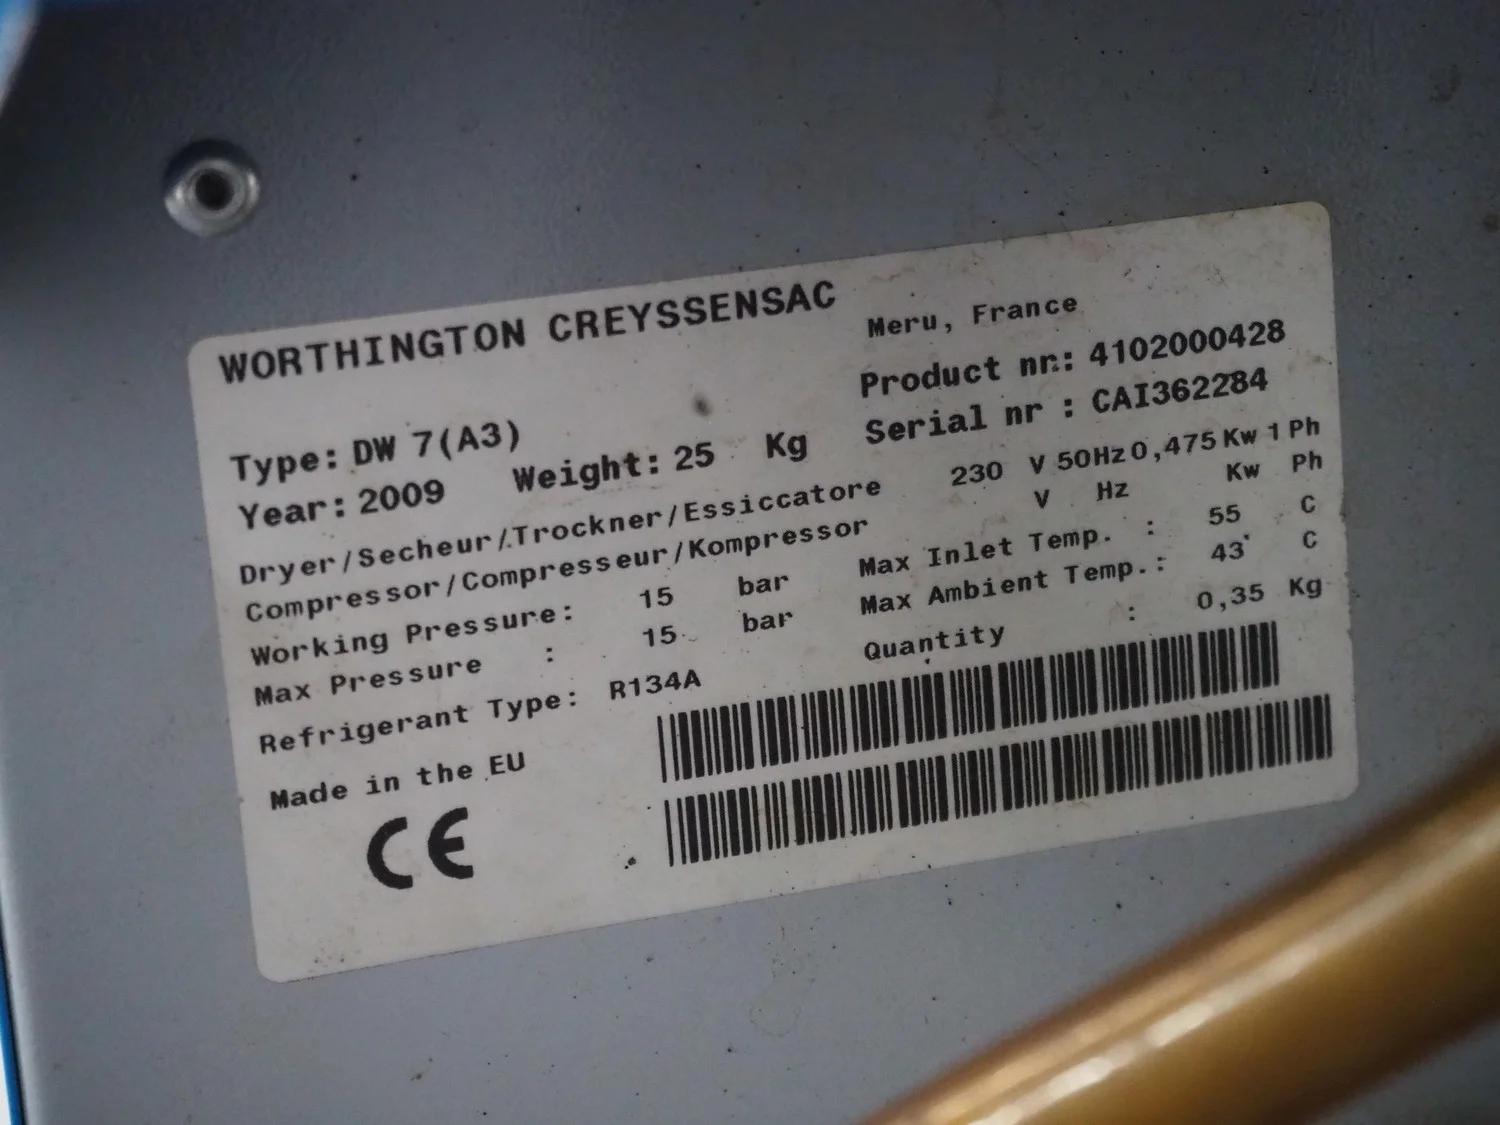 WORTHINGTON CREYSSENSAC
Meru, France
Product nr.: 4102000428
Type: DW 7(A3)
Serial nr : CAI362284
Year: 2009 Weight: 25 Kg
Dryer/Secheur/Trockner/Essiccatore 230 V 50Hz 0,475 Kw 1 Ph
Compressor/Compresseur/Kompressor V Hz Kw Ph
Working Pressure: 15 bar Max Inlet Temp. : 55 C
Max Pressure : 15 bar Max Ambient Temp.: 43 C
Refrigerant Type: R134A Quantity : 0,35 Kg
Made in the EU
CE